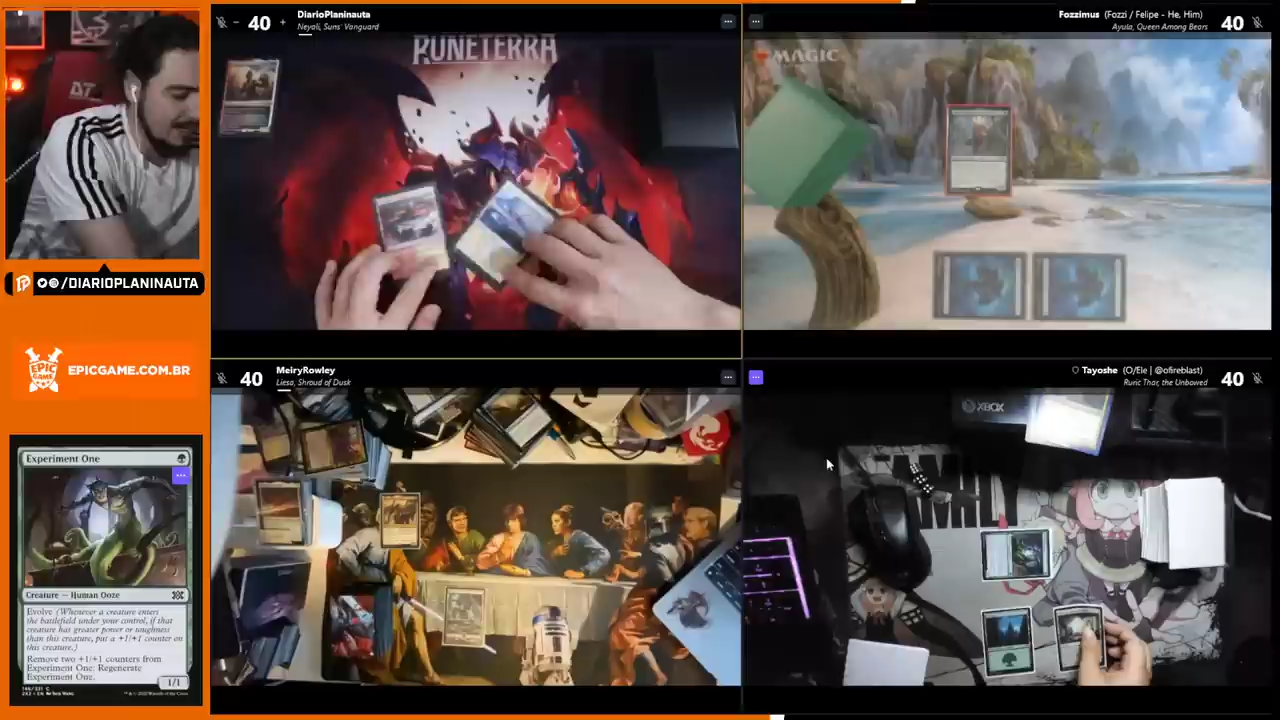 DT
@/DIARIOPLANINAUTA
EPIC GAME
EPICGAME.COM.BR
Experiment One
Creature — Human Ooze
Evolve (Whenever a creature enters
the battlefield under your control, if that
creature has greater power or toughness
than this creature, put a +1/+1 counter on
this creature.)
Remove two +1/+1 counters from
Experiment One: Regenerate
Experiment One.
1/1
− 40 +
DiarioPlaninauta
Neyali, Suns' Vanguard
RUNETERRA
Fozzimus (Fozzi / Felipe - He, Him)
Ayula, Queen Among Bears
40
MAGIC
40
MeiryRowley
Liesa, Shroud of Dusk
Tayoshe (O/Ele | @ofireblast)
Ruric Thar, the Unbowed
40
XBOX